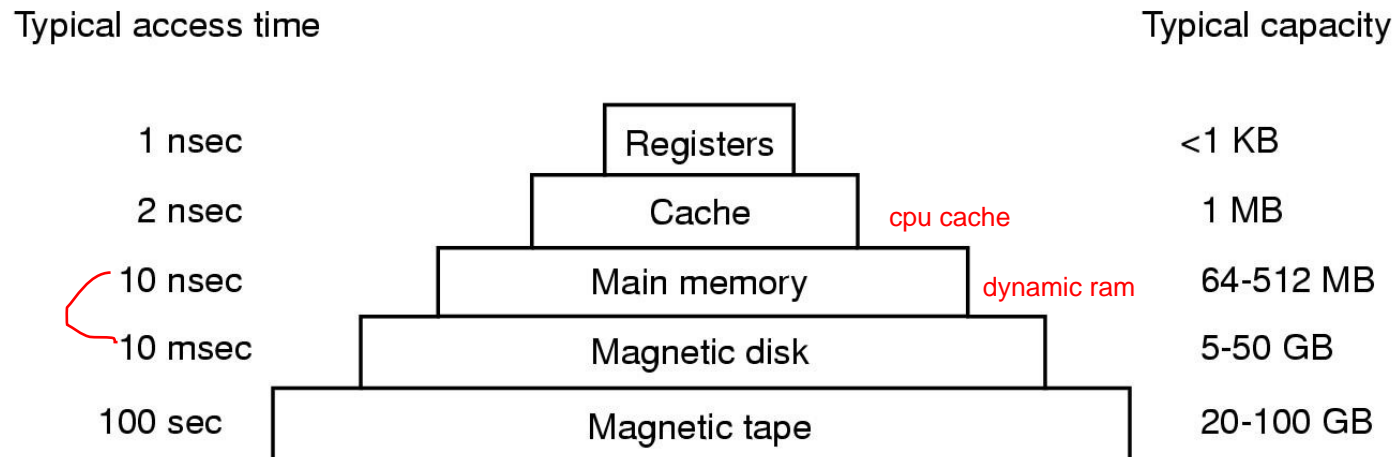 Typical access time Typical capacity
1 nsec Registers <1 KB
2 nsec Cache cpu cache 1 MB
10 nsec Main memory dynamic ram 64-512 MB
10 msec Magnetic disk 5-50 GB
100 sec Magnetic tape 20-100 GB